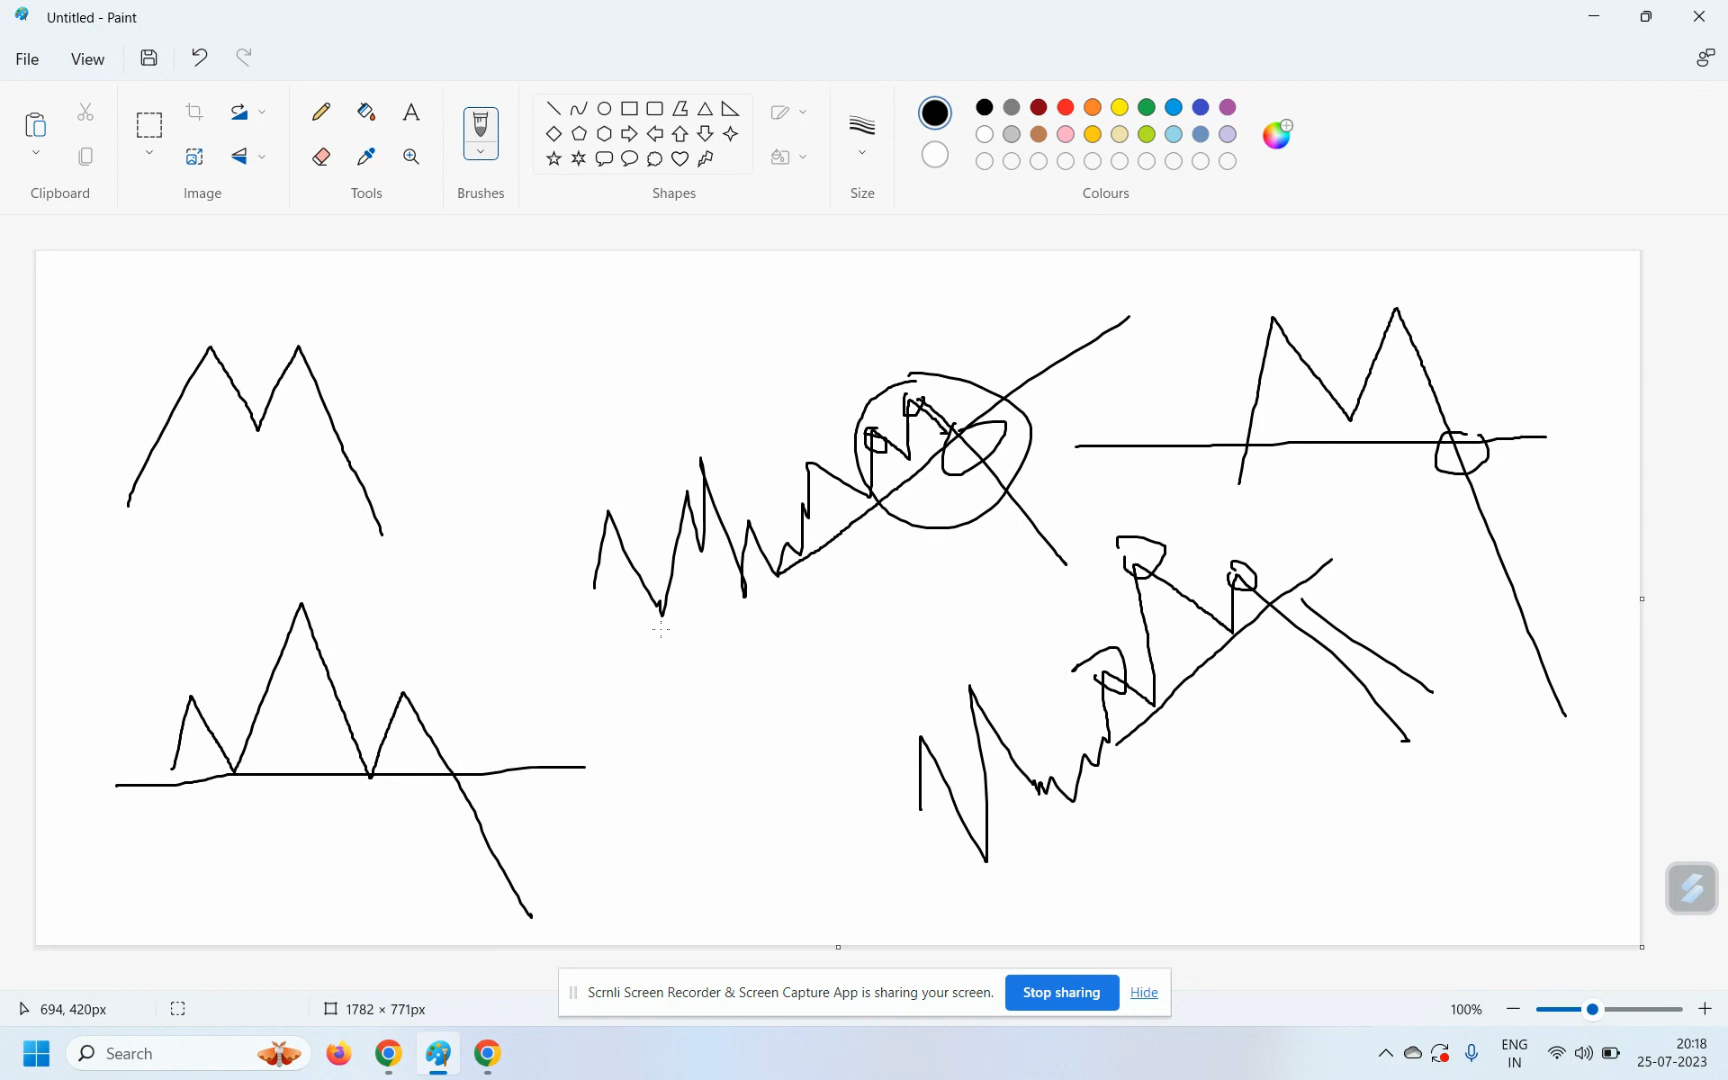 Untitled - Paint
File View
Clipboard Image Tools Brushes Shapes Size Colours
Scrnli Screen Recorder & Screen Capture App is sharing your screen. Stop sharing Hide
694, 420px 1782 × 771px 100%
Search
ENG
IN
20:18
25-07-2023